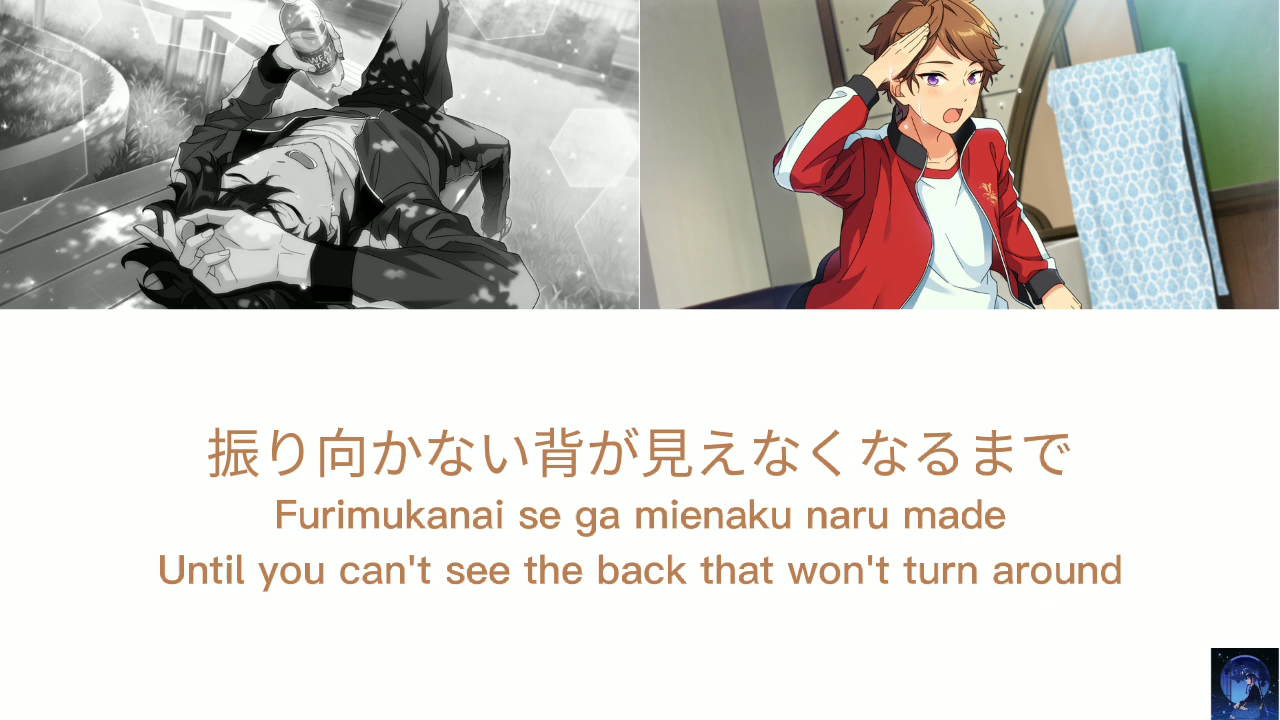 振り向かない背が見えなくなるまで
Furimukanai se ga mienaku naru made
Until you can't see the back that won't turn around